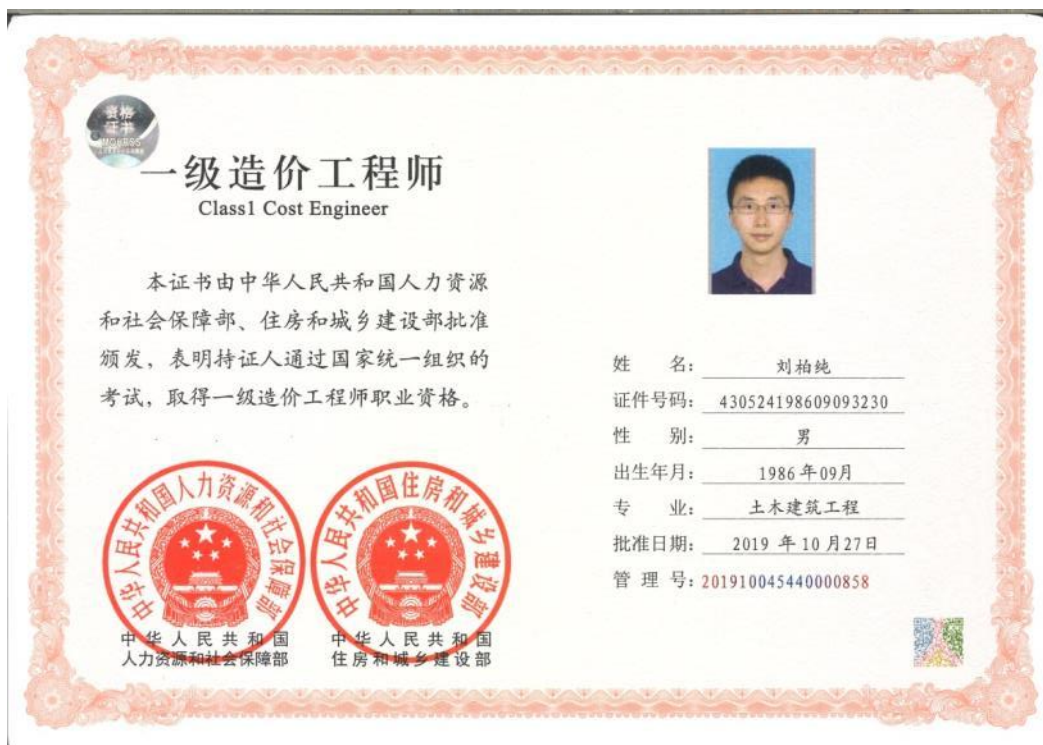 资格
证书
一级造价工程师
Class1 Cost Engineer
本证书由中华人民共和国人力资源
和社会保障部、住房和城乡建设部批准
颁发，表明持证人通过国家统一组织的
考试，取得一级造价工程师职业资格。
中华人民共和国人力资源和社会保障部
中华人民共和国住房和城乡建设部
中华人民共和国
人力资源和社会保障部
中华人民共和国
住房和城乡建设部
姓 名： 刘柏纯
证件号码： 430524198609093230
性 别： 男
出生年月： 1986年09月
专 业： 土木建筑工程
批准日期： 2019 年 10 月27日
管 理 号：201910045440000858